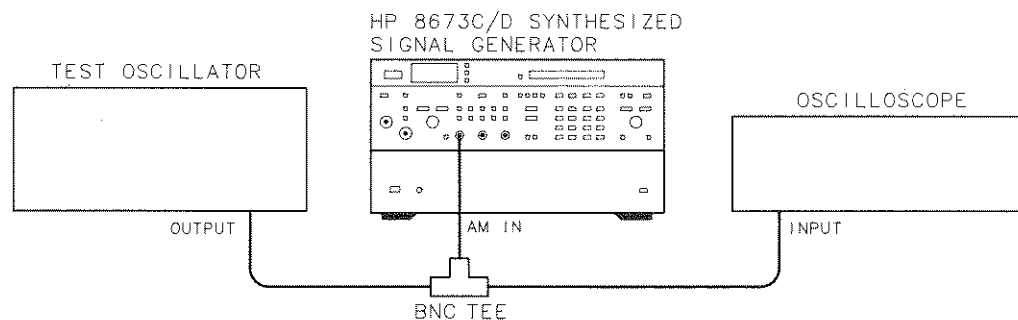 HP 8673C/D SYNTHESIZED
SIGNAL GENERATOR
TEST OSCILLATOR
OSCILLOSCOPE
OUTPUT
AM IN
INPUT
BNC TEE